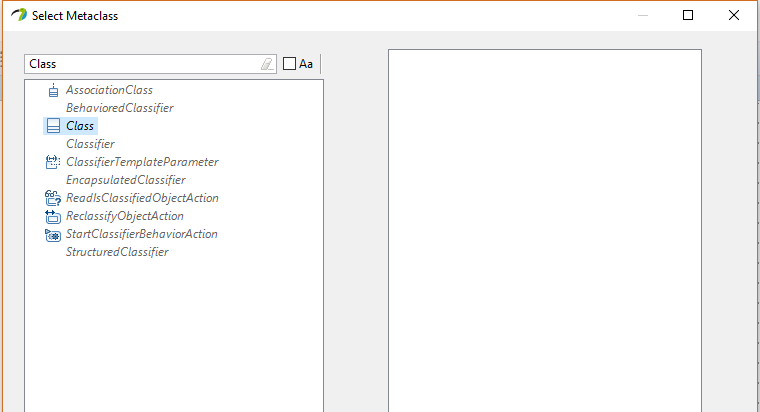 Select Metaclass
Class
Aa
AssociationClass
BehavioredClassifier
Class
Classifier
ClassifierTemplateParameter
EncapsulatedClassifier
ReadIsClassifiedObjectAction
ReclassifyObjectAction
StartClassifierBehaviorAction
StructuredClassifier